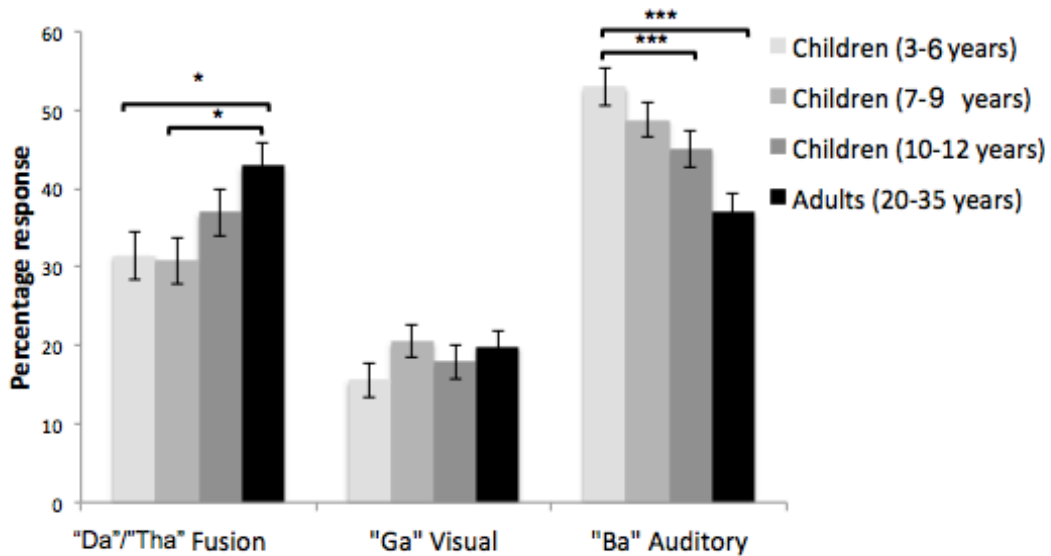 Percentage response
60
50
40
30
20
10
0
*
*
***
***
Children (3-6 years)
Children (7-9 years)
Children (10-12 years)
Adults (20-35 years)
“Da”/"Tha" Fusion
"Ga" Visual
"Ba" Auditory